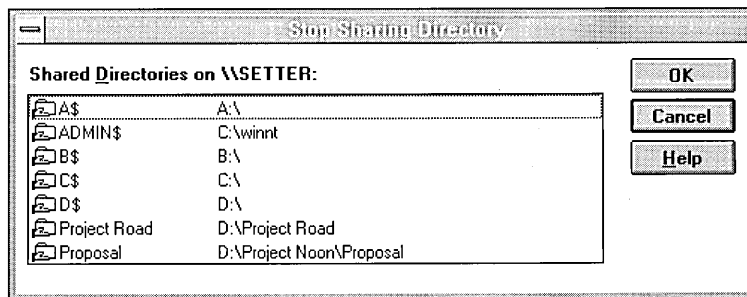 Stop Sharing Directory
Shared Directories on \\SETTER:
A$ A:\
ADMIN$ C:\winnt
B$ B:\
C$ C:\
D$ D:\
Project Road D:\Project Road
Proposal D:\Project Noon\Proposal
OK
Cancel
Help